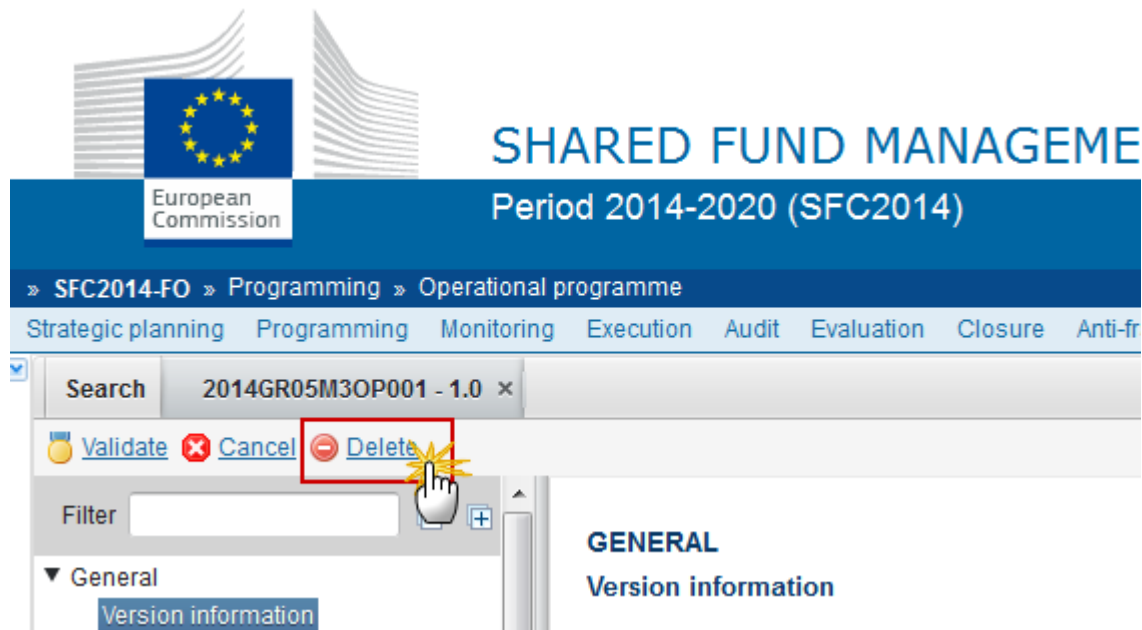 SHARED FUND MANAGEME
European
Commission
Period 2014-2020 (SFC2014)
» SFC2014-FO » Programming » Operational programme
Strategic planning Programming Monitoring Execution Audit Evaluation Closure Anti-fr
Search 2014GR05M3OP001 - 1.0 ×
Validate Cancel Delete
Filter
GENERAL
▼ General
Version information
Version information